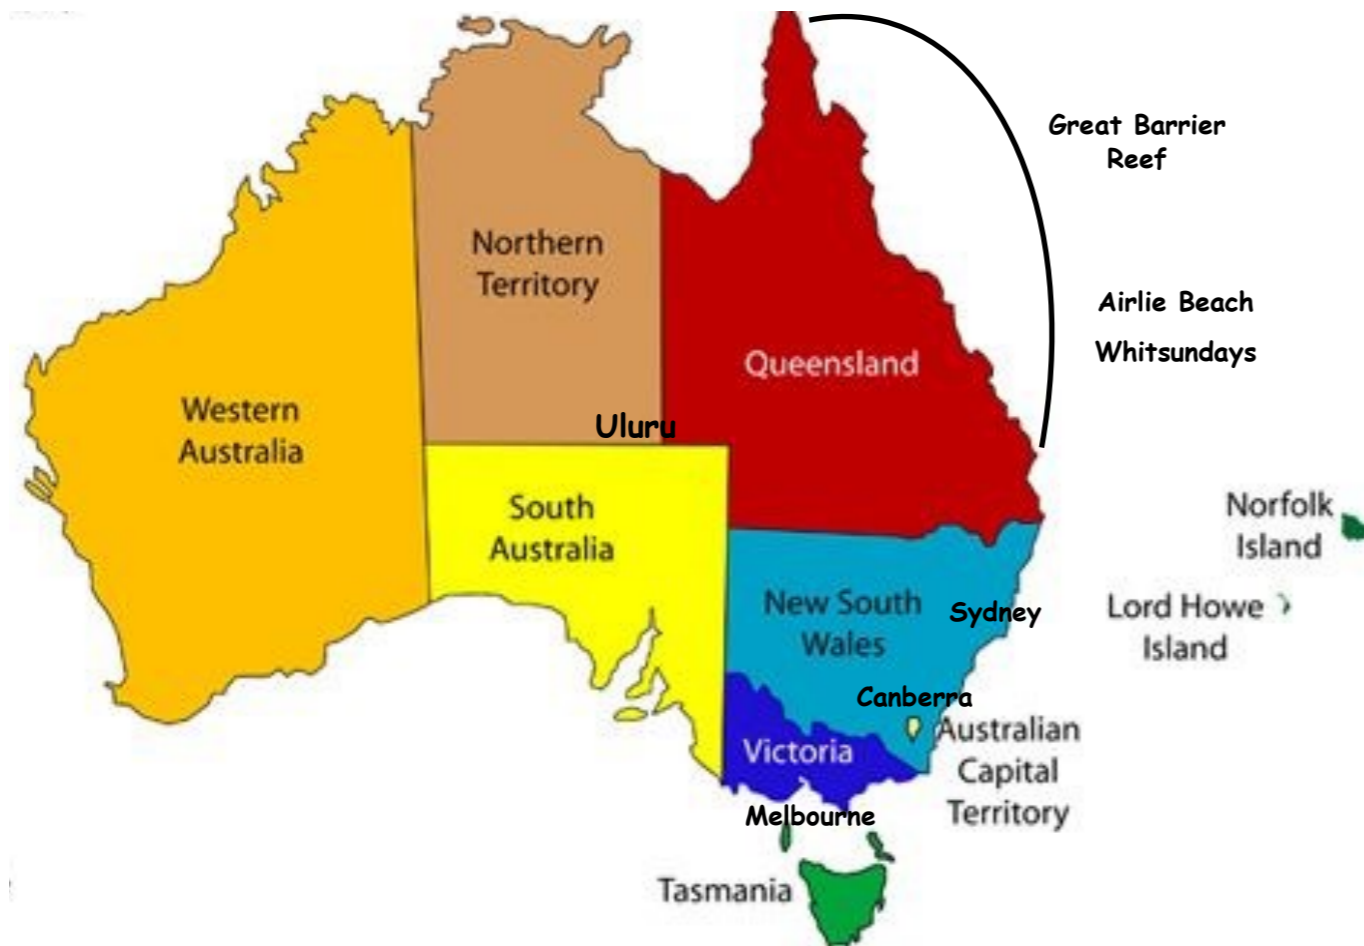 Great Barrier
Reef
Northern
Territory
Airlie Beach
Whitsundays
Queensland
Western
Australia
Uluru
South
Australia
Norfolk
Island
New South
Wales
Sydney
Lord Howe
Island
Canberra
Australian
Capital
Territory
Victoria
Melbourne
Tasmania